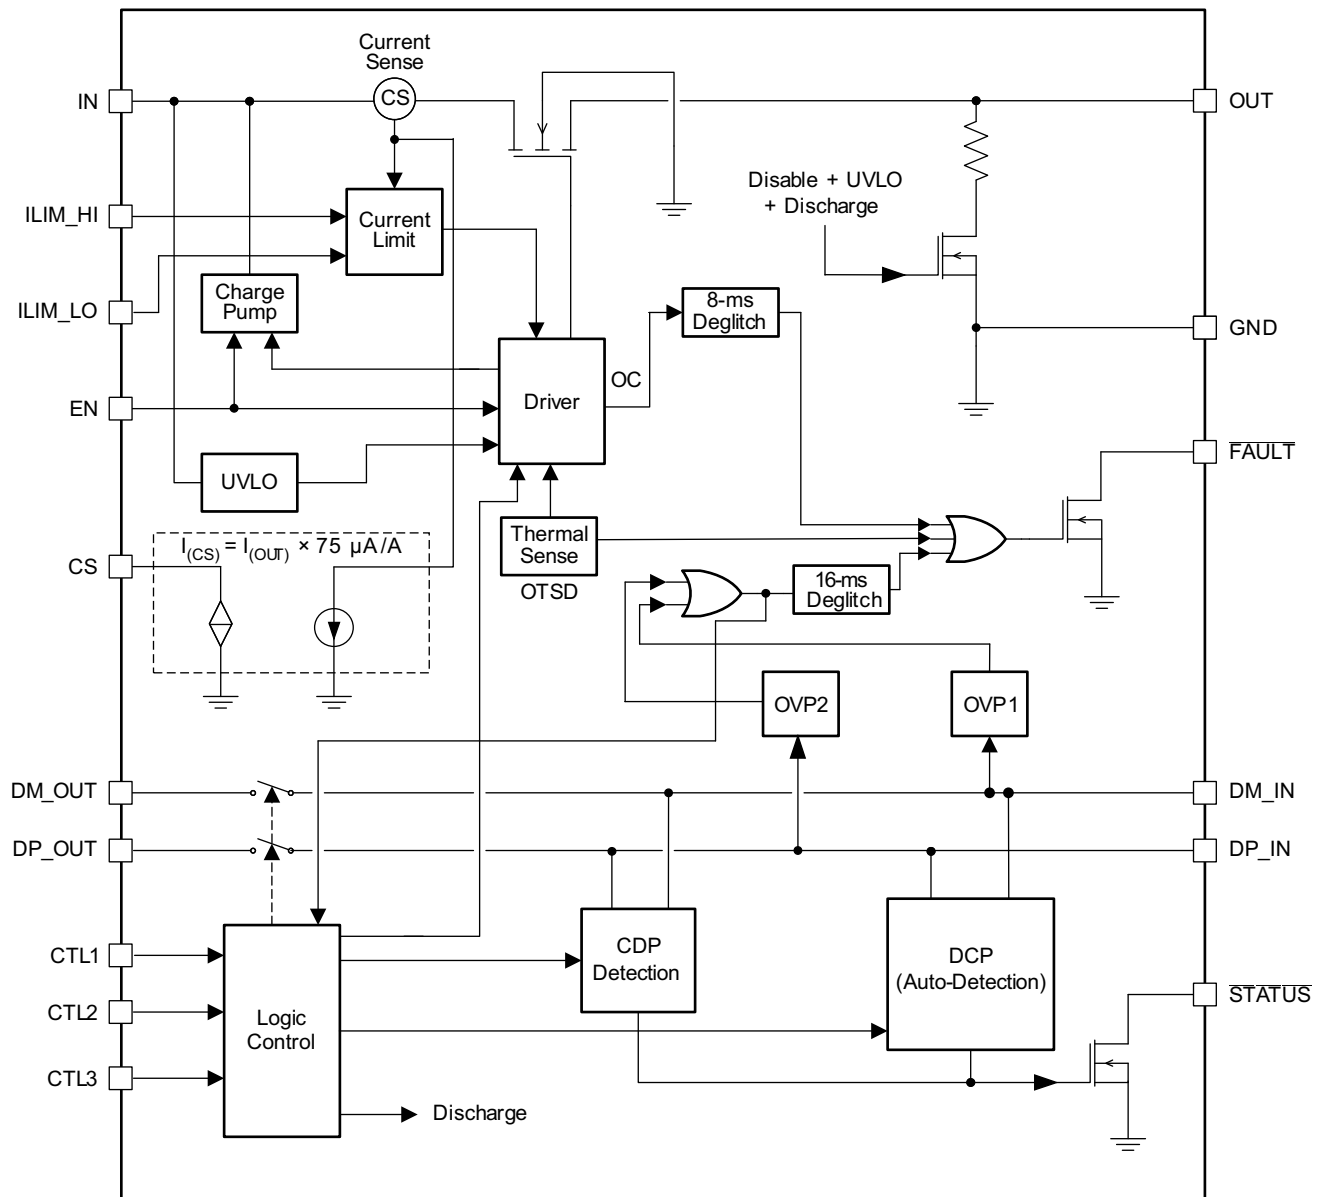 Current
Sense
IN
CS
OUT
Disable + UVLO
+ Discharge
ILIM_HI
Current
Limit
ILIM_LO
Charge
Pump
8-ms
Deglitch
GND
EN
Driver
OC
UVLO
FAULT
I(CS) = I(OUT) × 75 µA/A
CS
Thermal
Sense
OTSD
16-ms
Deglitch
OVP2
OVP1
DM_OUT
DM_IN
DP_OUT
DP_IN
CTL1
CDP
Detection
DCP
(Auto-Detection)
STATUS
CTL2
Logic
Control
CTL3
Discharge